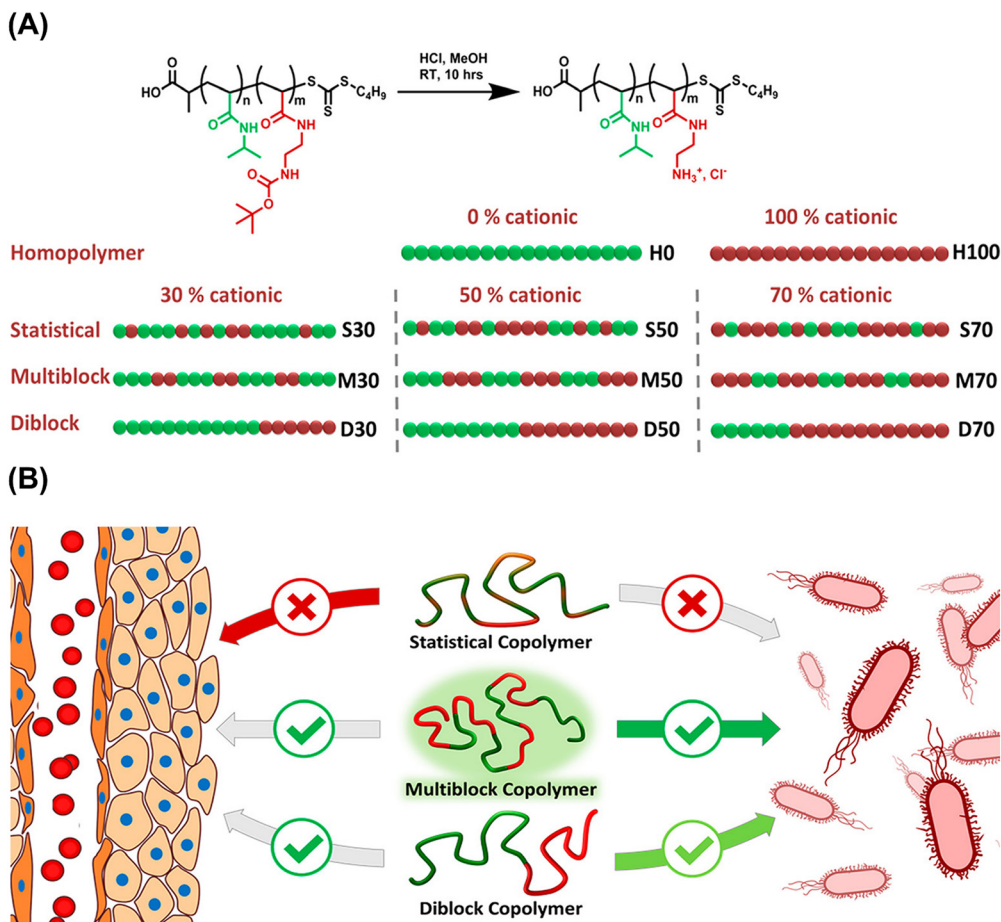 (A)
HCl, MeOH
RT, 10 hrs
O
HO
n
m
S
S
C₄H₉
S
O
NH
O
NH
O
NH
O
O
HO
n
m
S
S
C₄H₉
S
O
NH
O
NH
NH₃⁺, Cl⁻
0 % cationic
100 % cationic
Homopolymer
H0
H100
30 % cationic
50 % cationic
70 % cationic
Statistical
S30
S50
S70
Multiblock
M30
M50
M70
Diblock
D30
D50
D70
(B)
Statistical Copolymer
Multiblock Copolymer
Diblock Copolymer